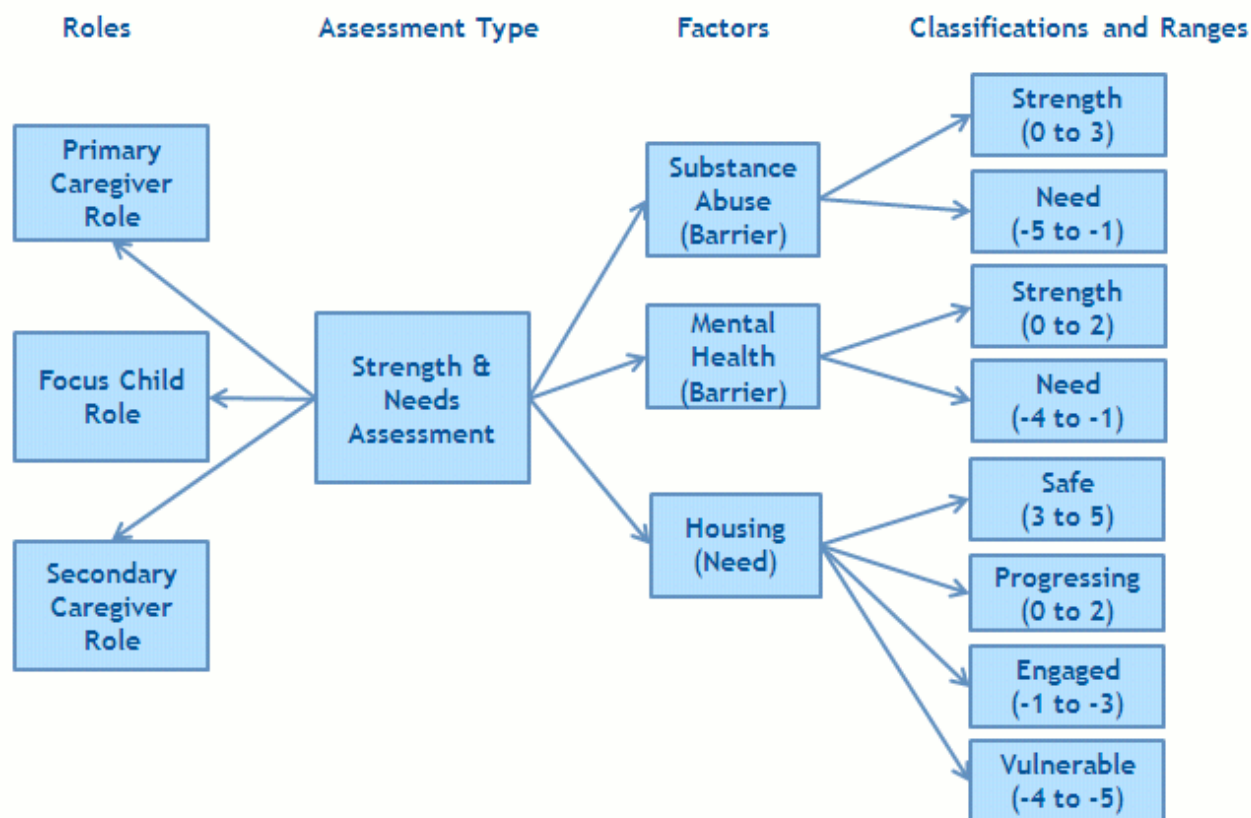 Roles
Assessment Type
Factors
Classifications and Ranges
Primary
Caregiver
Role
Focus Child
Role
Secondary
Caregiver
Role
Strength &
Needs
Assessment
Substance
Abuse
(Barrier)
Mental
Health
(Barrier)
Housing
(Need)
Strength
(0 to 3)
Need
(-5 to -1)
Strength
(0 to 2)
Need
(-4 to -1)
Safe
(3 to 5)
Progressing
(0 to 2)
Engaged
(-1 to -3)
Vulnerable
(-4 to -5)